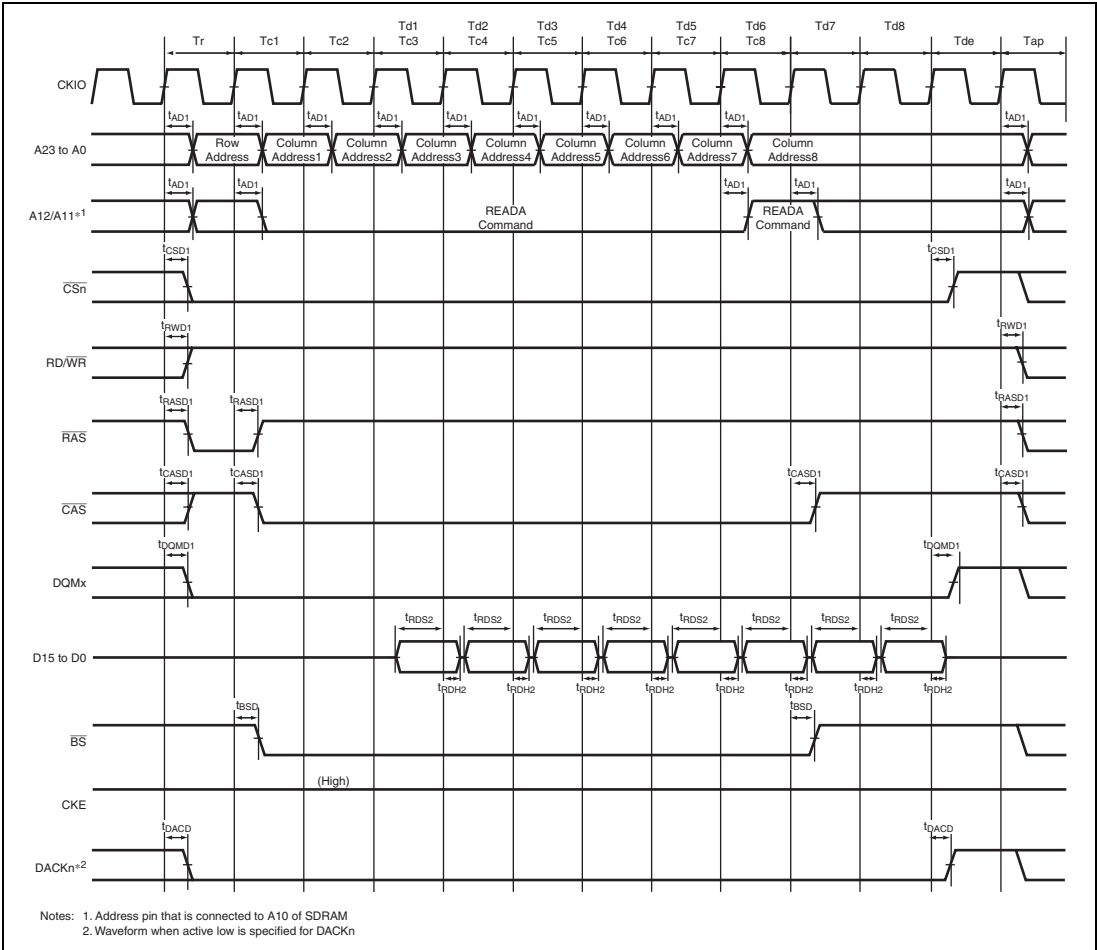 Td1 Td2 Td3 Td4 Td5 Td6 Td7 Td8
Tr Tc1 Tc2 Tc3 Tc4 Tc5 Tc6 Tc7 Tc8 Tde Tap
CKIO
tAD1 tAD1 tAD1 tAD1 tAD1 tAD1 tAD1 tAD1 tAD1 tAD1
A23 to A0
Row Address
Column Address1
Column Address2
Column Address3
Column Address4
Column Address5
Column Address6
Column Address7
Column Address8
tAD1 tAD1 tAD1 tAD1 tAD1
A12/A11*1
READA Command
READA Command
tCSD1 tCSD1
CSn
tRWD1 tRWD1
RD/WR
tRASD1 tRASD1 tRASD1
RAS
tCASD1 tCASD1 tCASD1 tCASD1
CAS
tDQMD1 tDQMD1
DQMx
tRDS2 tRDS2 tRDS2 tRDS2 tRDS2 tRDS2 tRDS2 tRDS2
D15 to D0
tRDH2 tRDH2 tRDH2 tRDH2 tRDH2 tRDH2 tRDH2 tRDH2
tBSD tBSD
BS
(High)
CKE
tDACD tDACD
DACKn*2
Notes: 1. Address pin that is connected to A10 of SDRAM
2. Waveform when active low is specified for DACKn